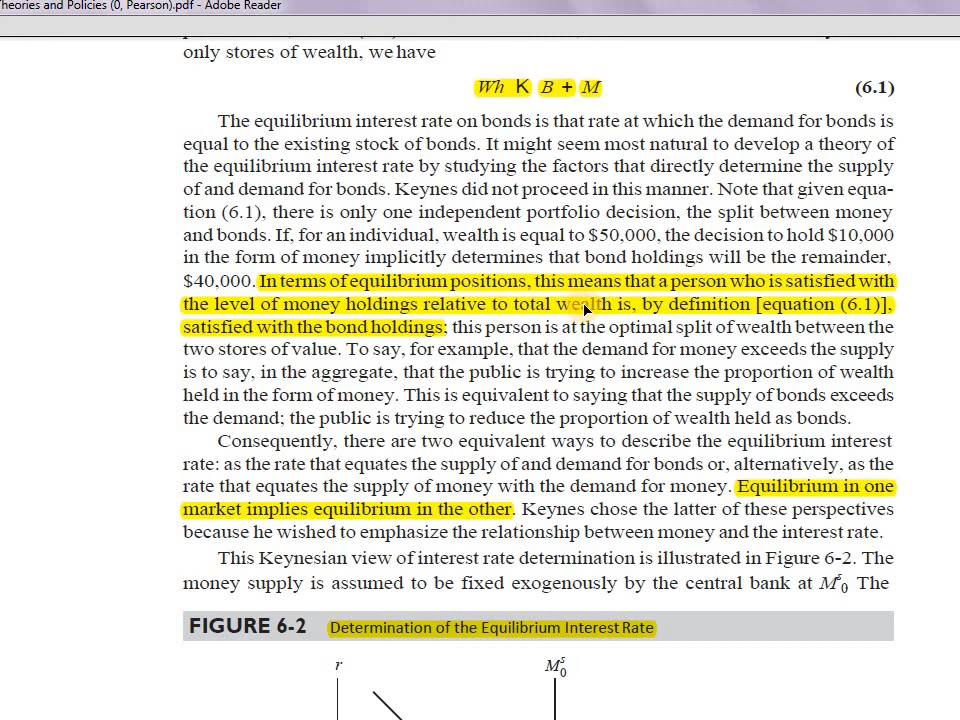 Theories and Policies (0, Pearson).pdf - Adobe Reader
only stores of wealth, we have
Wh K B + M (6.1)
The equilibrium interest rate on bonds is that rate at which the demand for bonds is
equal to the existing stock of bonds. It might seem most natural to develop a theory of
the equilibrium interest rate by studying the factors that directly determine the supply
of and demand for bonds. Keynes did not proceed in this manner. Note that given equa-
tion (6.1), there is only one independent portfolio decision, the split between money
and bonds. If, for an individual, wealth is equal to $50,000, the decision to hold $10,000
in the form of money implicitly determines that bond holdings will be the remainder,
$40,000. In terms of equilibrium positions, this means that a person who is satisfied with
the level of money holdings relative to total wealth is, by definition [equation (6.1)],
satisfied with the bond holdings; this person is at the optimal split of wealth between the
two stores of value. To say, for example, that the demand for money exceeds the supply
is to say, in the aggregate, that the public is trying to increase the proportion of wealth
held in the form of money. This is equivalent to saying that the supply of bonds exceeds
the demand; the public is trying to reduce the proportion of wealth held as bonds.
Consequently, there are two equivalent ways to describe the equilibrium interest
rate: as the rate that equates the supply of and demand for bonds or, alternatively, as the
rate that equates the supply of money with the demand for money. Equilibrium in one
market implies equilibrium in the other. Keynes chose the latter of these perspectives
because he wished to emphasize the relationship between money and the interest rate.
This Keynesian view of interest rate determination is illustrated in Figure 6-2. The
money supply is assumed to be fixed exogenously by the central bank at M₀ˢ The
FIGURE 6-2 Determination of the Equilibrium Interest Rate
r M₀ˢ